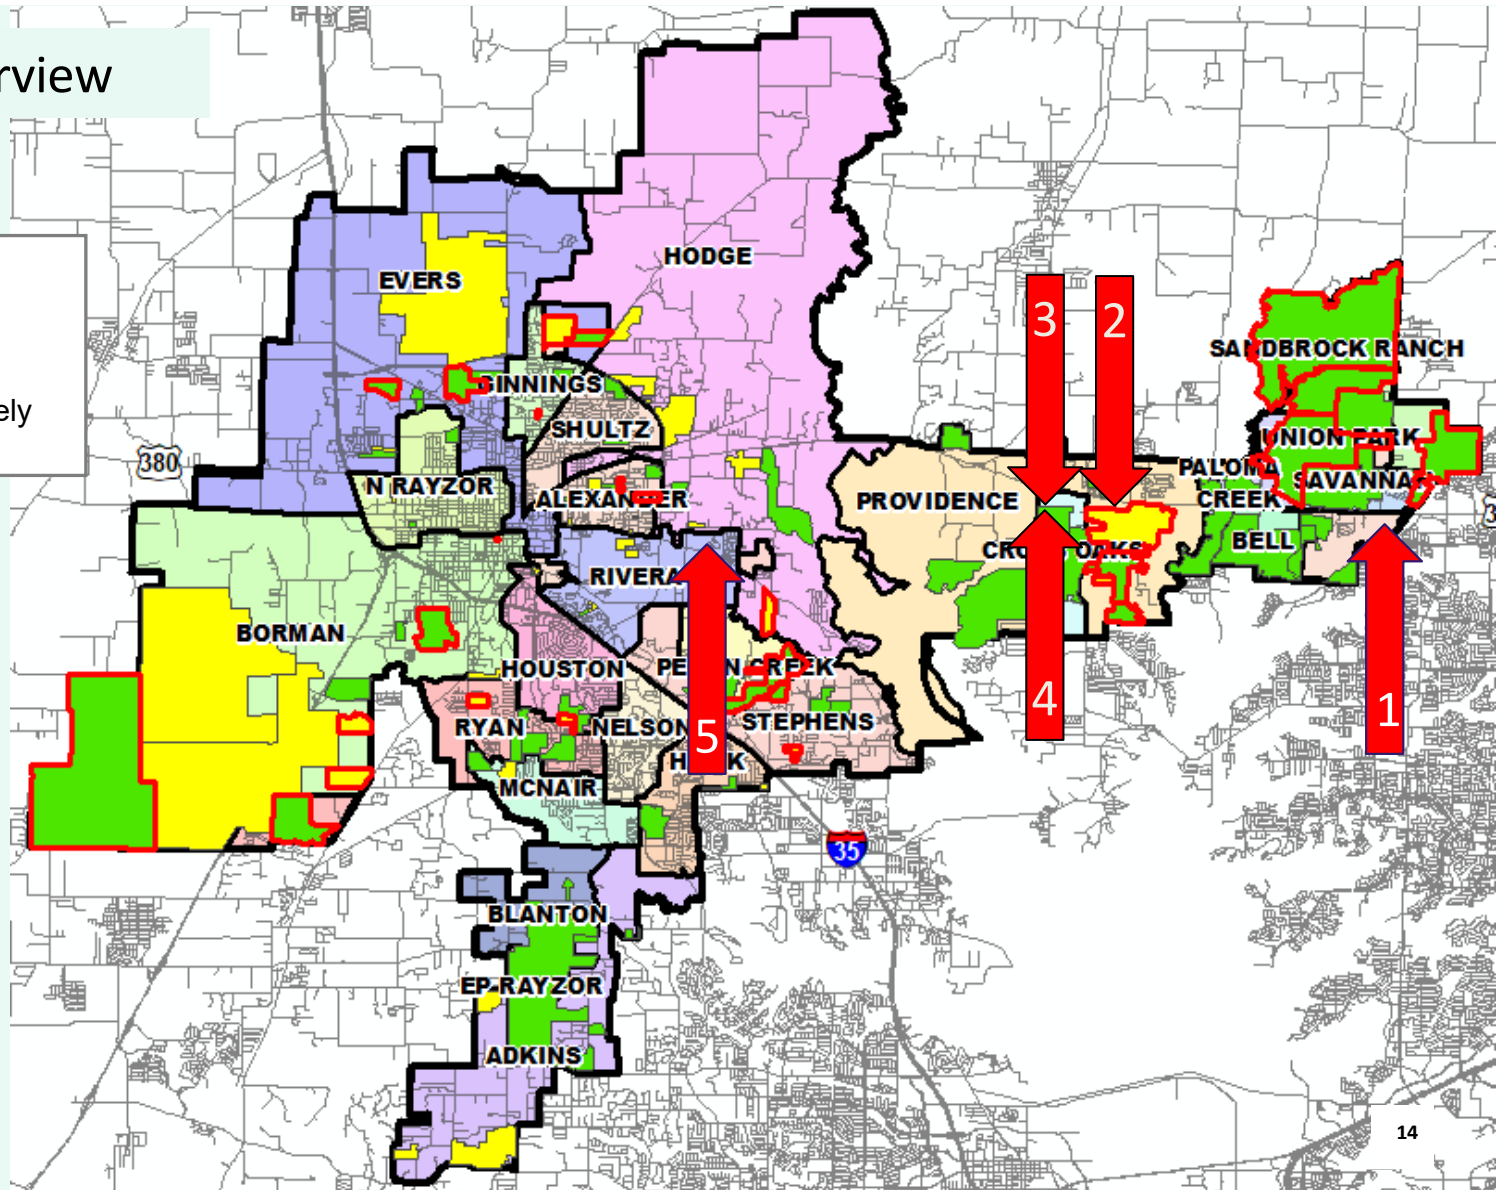 rview
ely
380
EVERS
HODGE
GINNINGS
SHULTZ
N RAYZOR
ALEXANDER
3
2
SANDBROCK RANCH
UNION PARK
SAVANNAH
PALOMA
CREEK
PROVIDENCE
CROSS OAKS
BELL
3
RIVERA
BORMAN
HOUSTON
PECAN CREEK
RYAN
NELSON
STEPHENS
5
4
1
MCNAIR
35
BLANTON
EP RAYZOR
ADKINS
14